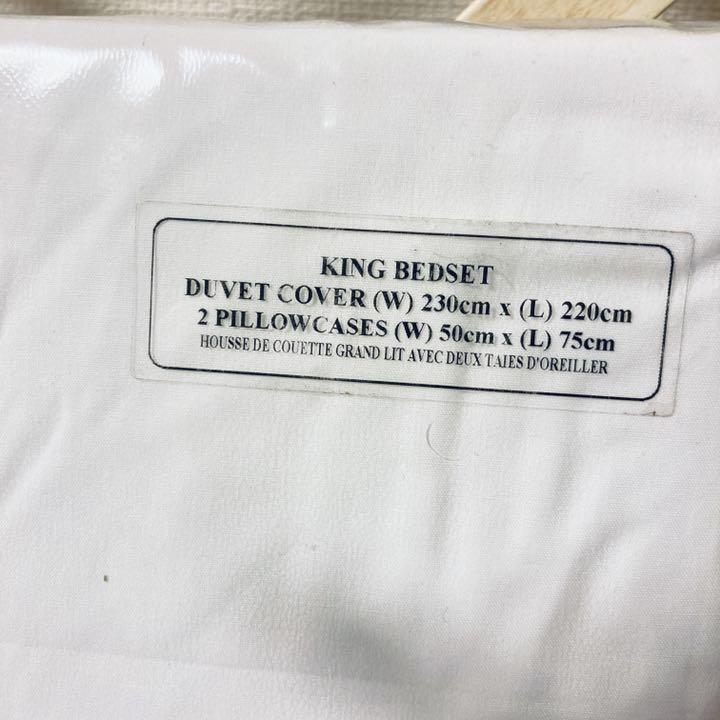 KING BEDSET
DUVET COVER (W) 230cm x (L) 220cm
2 PILLOWCASES (W) 50cm x (L) 75cm
HOUSSE DE COUETTE GRAND LIT AVEC DEUX TAIES D'OREILLER